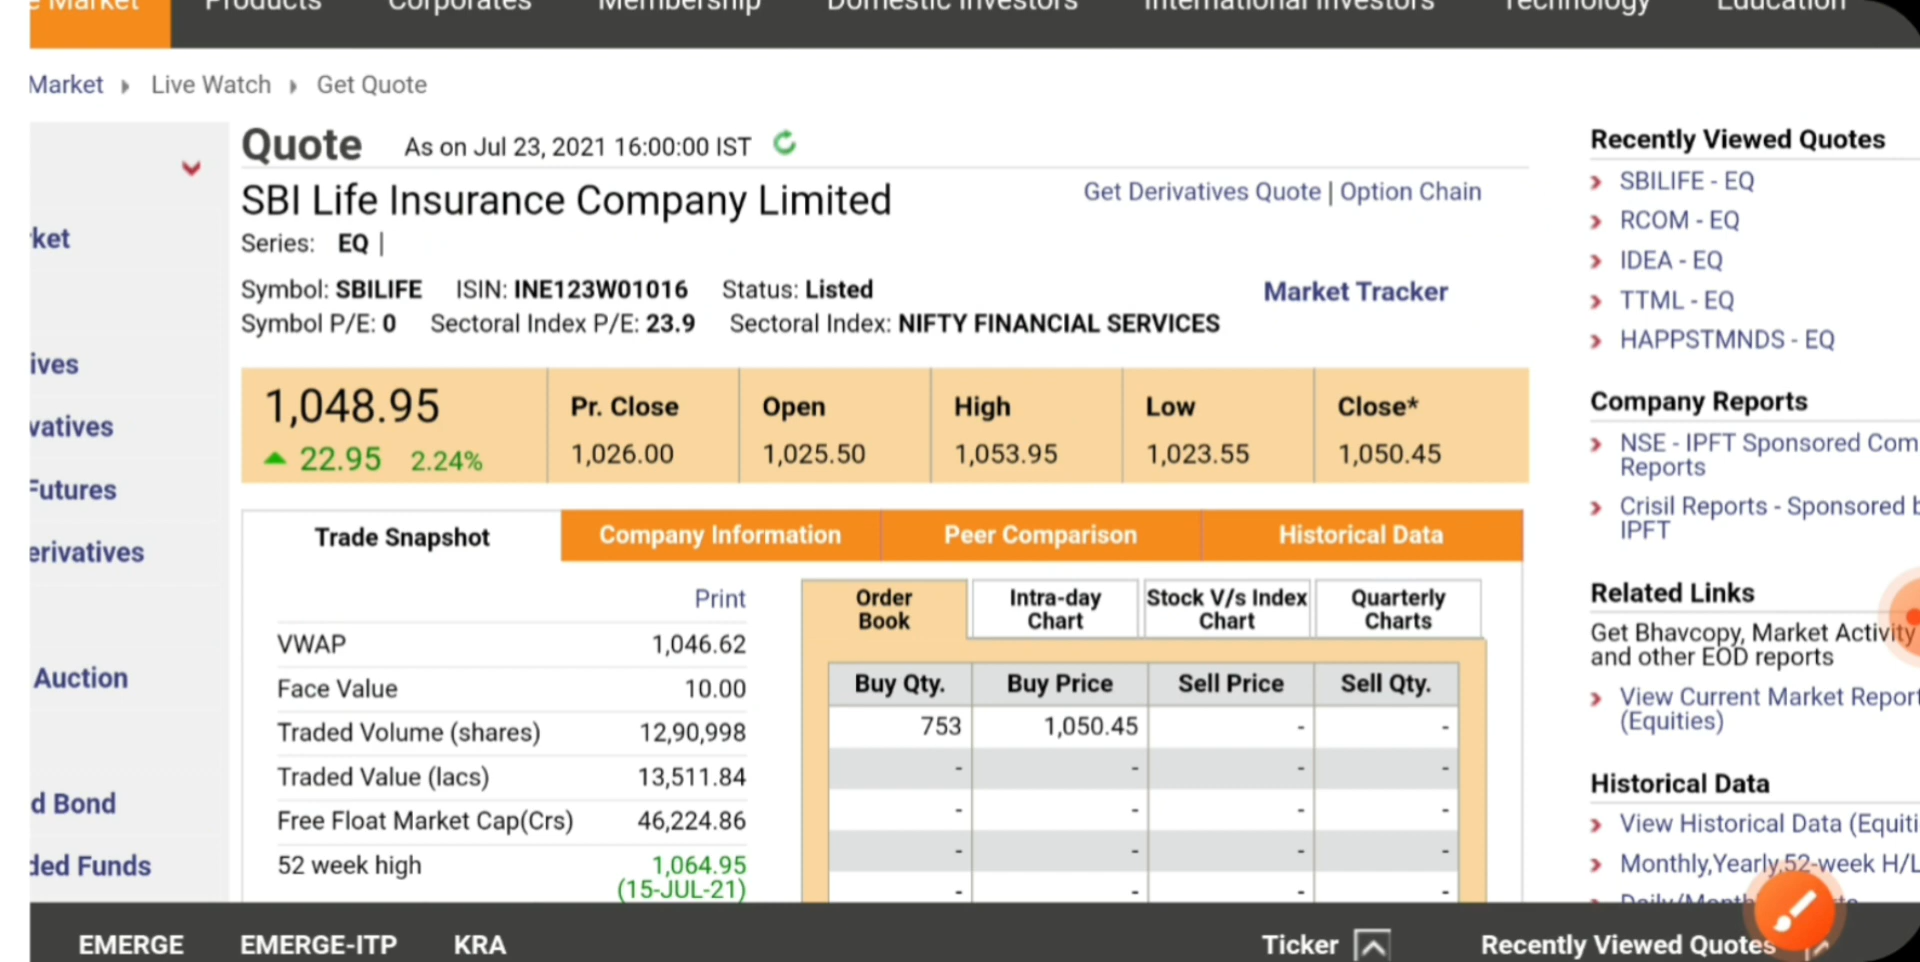 Products Corporates Membership Domestic Investors International Investors Technology Education
Market Live Watch Get Quote
Quote As on Jul 23, 2021 16:00:00 IST
SBI Life Insurance Company Limited
Get Derivatives Quote | Option Chain
Series: EQ |
Symbol: SBILIFE ISIN: INE123W01016 Status: Listed
Market Tracker
Symbol P/E: 0 Sectoral Index P/E: 23.9 Sectoral Index: NIFTY FINANCIAL SERVICES
1,048.95
22.95 2.24%
Pr. Close Open High Low Close*
1,026.00 1,025.50 1,053.95 1,023.55 1,050.45
Trade Snapshot Company Information Peer Comparison Historical Data
Print
VWAP 1,046.62
Face Value 10.00
Traded Volume (shares) 12,90,998
Traded Value (lacs) 13,511.84
Free Float Market Cap(Crs) 46,224.86
52 week high 1,064.95
(15-JUL-21)
Order Book
Intra-day Chart
Stock V/s Index Chart
Quarterly Charts
Buy Qty. Buy Price Sell Price Sell Qty.
753 1,050.45 - -
- - - -
- - - -
- - - -
- - - -
Futures
Auction
d Bond
Recently Viewed Quotes
SBILIFE - EQ
RCOM - EQ
IDEA - EQ
TTML - EQ
HAPPSTMNDS - EQ
Company Reports
NSE - IPFT Sponsored Com
Reports
Crisil Reports - Sponsored b
IPFT
Related Links
Get Bhavcopy, Market Activity
and other EOD reports
View Current Market Report
(Equities)
Historical Data
View Historical Data (Equiti
Monthly,Yearly,52-week H/L
EMERGE EMERGE-ITP KRA Ticker Recently Viewed Quotes